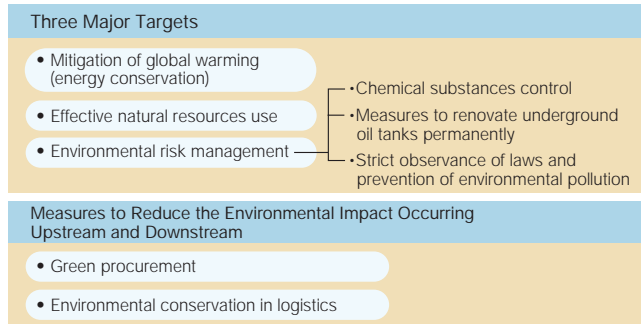 Three Major Targets
• Mitigation of global warming
(energy conservation)
• Effective natural resources use
• Environmental risk management
•Chemical substances control
•Measures to renovate underground
oil tanks permanently
•Strict observance of laws and
prevention of environmental pollution
Measures to Reduce the Environmental Impact Occurring
Upstream and Downstream
• Green procurement
• Environmental conservation in logistics